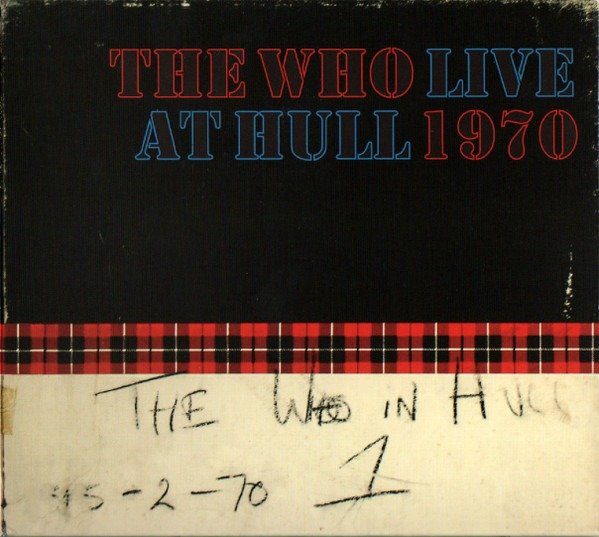 THE WHO LIVE
AT HULL 1970
THE WHO IN HULL
15-2-70 1